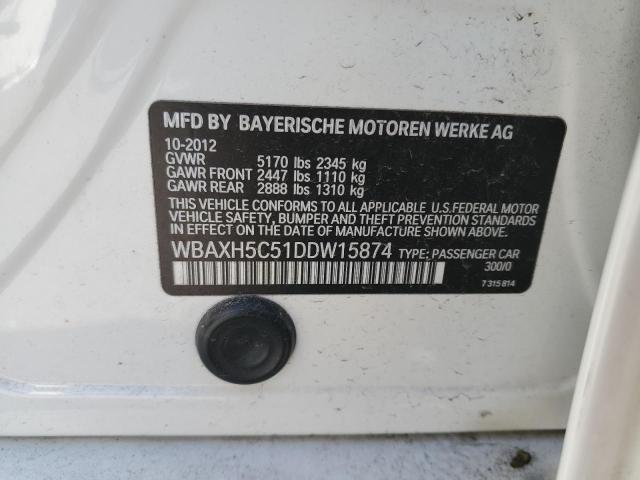 MFD BY BAYERISCHE MOTOREN WERKE AG
10-2012
GVWR 5170 lbs 2345 kg
GAWR FRONT 2447 lbs 1110 kg
GAWR REAR 2888 lbs 1310 kg
THIS VEHICLE CONFORMS TO ALL APPLICABLE U.S.FEDERAL MOTOR
VEHICLE SAFETY, BUMPER AND THEFT PREVENTION STANDARDS
IN EFFECT ON THE DATE OF MANUFACTURE SHOWN ABOVE.
WBAXH5C51DDW15874 TYPE: PASSENGER CAR
300/0
7 315 814